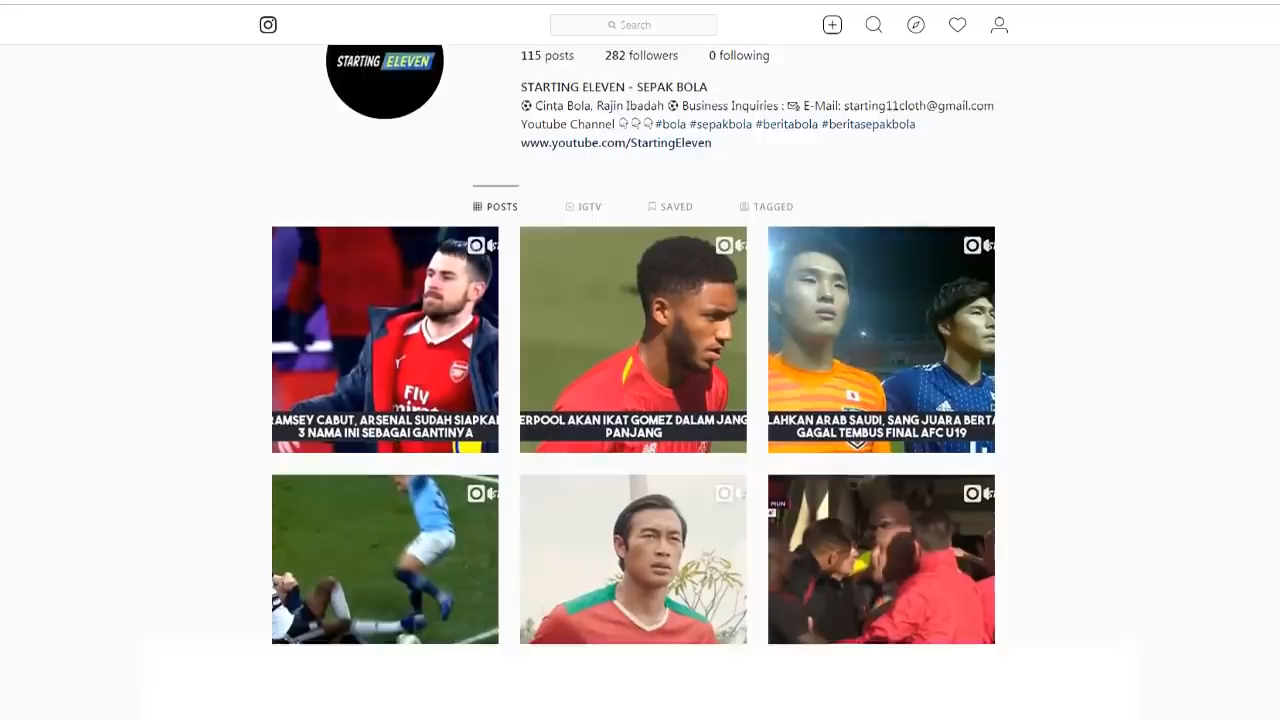 Search
STARTING ELEVEN
115 posts 282 followers 0 following
STARTING ELEVEN - SEPAK BOLA
Cinta Bola, Rajin Ibadah Business Inquiries : E-Mail: starting11cloth@gmail.com
Youtube Channel #bola #sepakbola #beritabola #beritasepakbola
www.youtube.com/StartingEleven
POSTS IGTV SAVED TAGGED
RAMSEY CABUT, ARSENAL SUDAH SIAPKA
3 NAMA INI SEBAGAI GANTINYA
ERPOOL AKAN IKAT GOMEZ DALAM JANG
PANJANG
LAHKAN ARAB SAUDI, SANG JUARA BERTA
GAGAL TEMBUS FINAL AFC U19
Fly
MUN